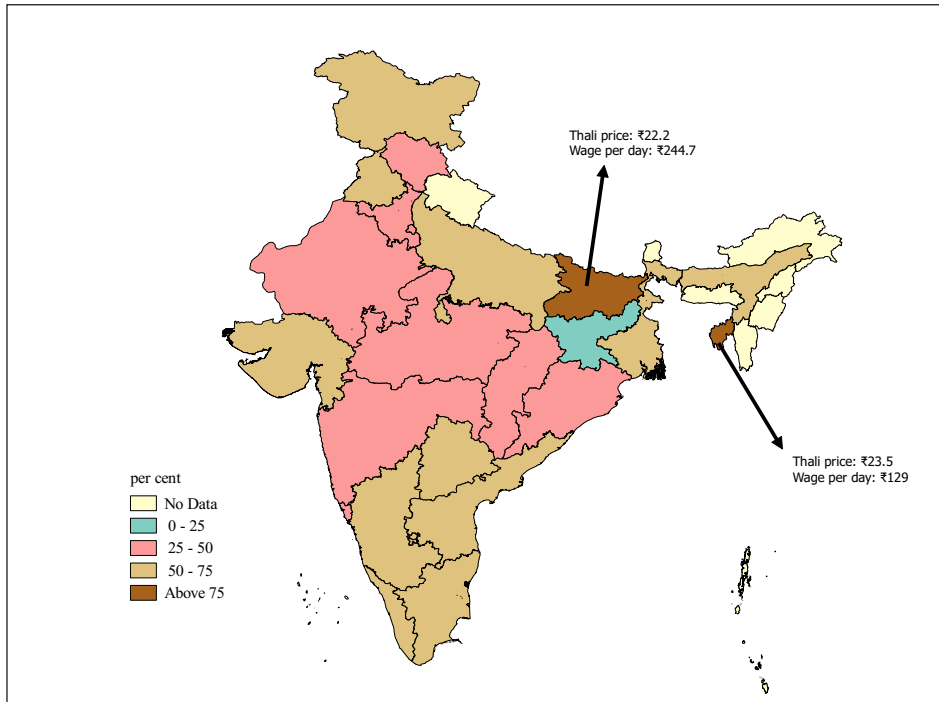 Thali price: ₹22.2
Wage per day: ₹244.7
Thali price: ₹23.5
Wage per day: ₹129
per cent
No Data
0 - 25
25 - 50
50 - 75
Above 75